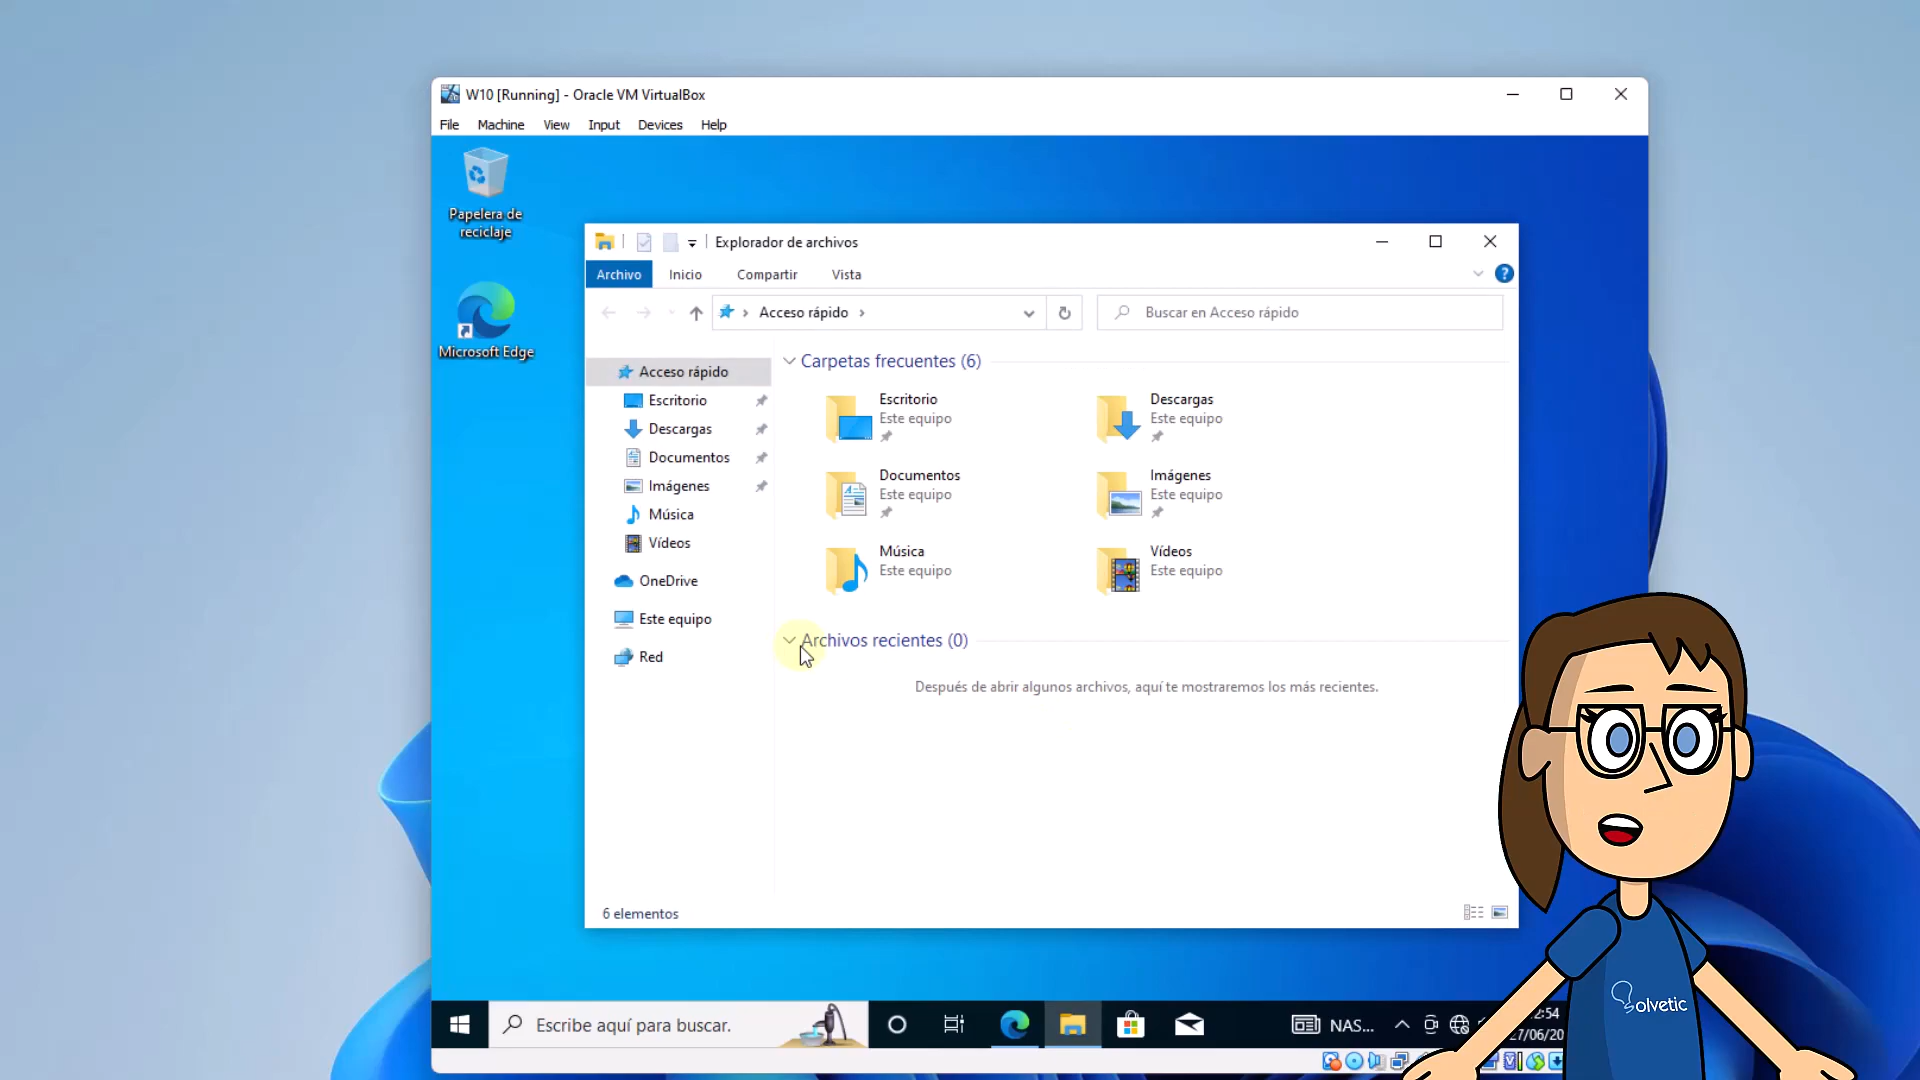 W10 [Running] - Oracle VM VirtualBox
File Machine View Input Devices Help
Papelera de
reciclaje
Microsoft Edge
Explorador de archivos
Archivo Inicio Compartir Vista
Acceso rápido
Buscar en Acceso rápido
Acceso rápido
Escritorio
Descargas
Documentos
Imágenes
Música
Vídeos
OneDrive
Este equipo
Red
Carpetas frecuentes (6)
Escritorio
Este equipo
Descargas
Este equipo
Documentos
Este equipo
Imágenes
Este equipo
Música
Este equipo
Vídeos
Este equipo
Archivos recientes (0)
Después de abrir algunos archivos, aquí te mostraremos los más recientes.
6 elementos
Solvetic
Escribe aquí para buscar.
NAS...
2:54
27/06/20